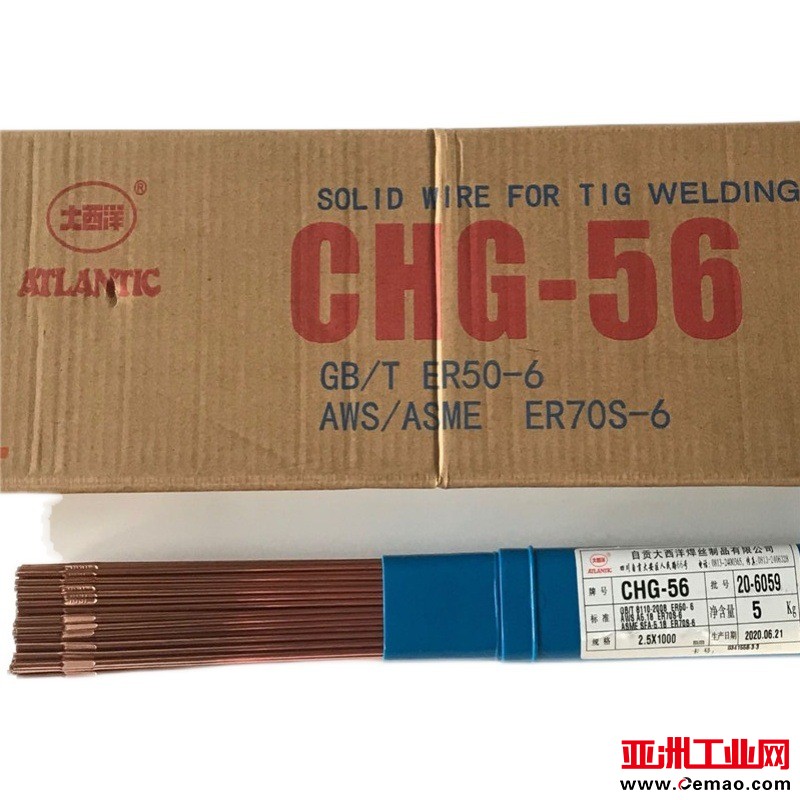 大西洋®
ATLANTIC
SOLID WIRE FOR TIG WELDING
CHG-56
GB/T ER50-6
AWS/ASME ER70S-6
自贡大西洋焊丝制品有限公司
大西洋
ATLANTIC
牌号 CHG-56 批号 20-6059
标准 GB/T 8110-2008 ER50-6
AWS A5.18 ER70S-6
ASME SFA-5.18 ER70S-6
净含量 5 Kg
规格 2.5X1000 生产日期 2020.06.21
亚洲工业网
www.Cemao.com